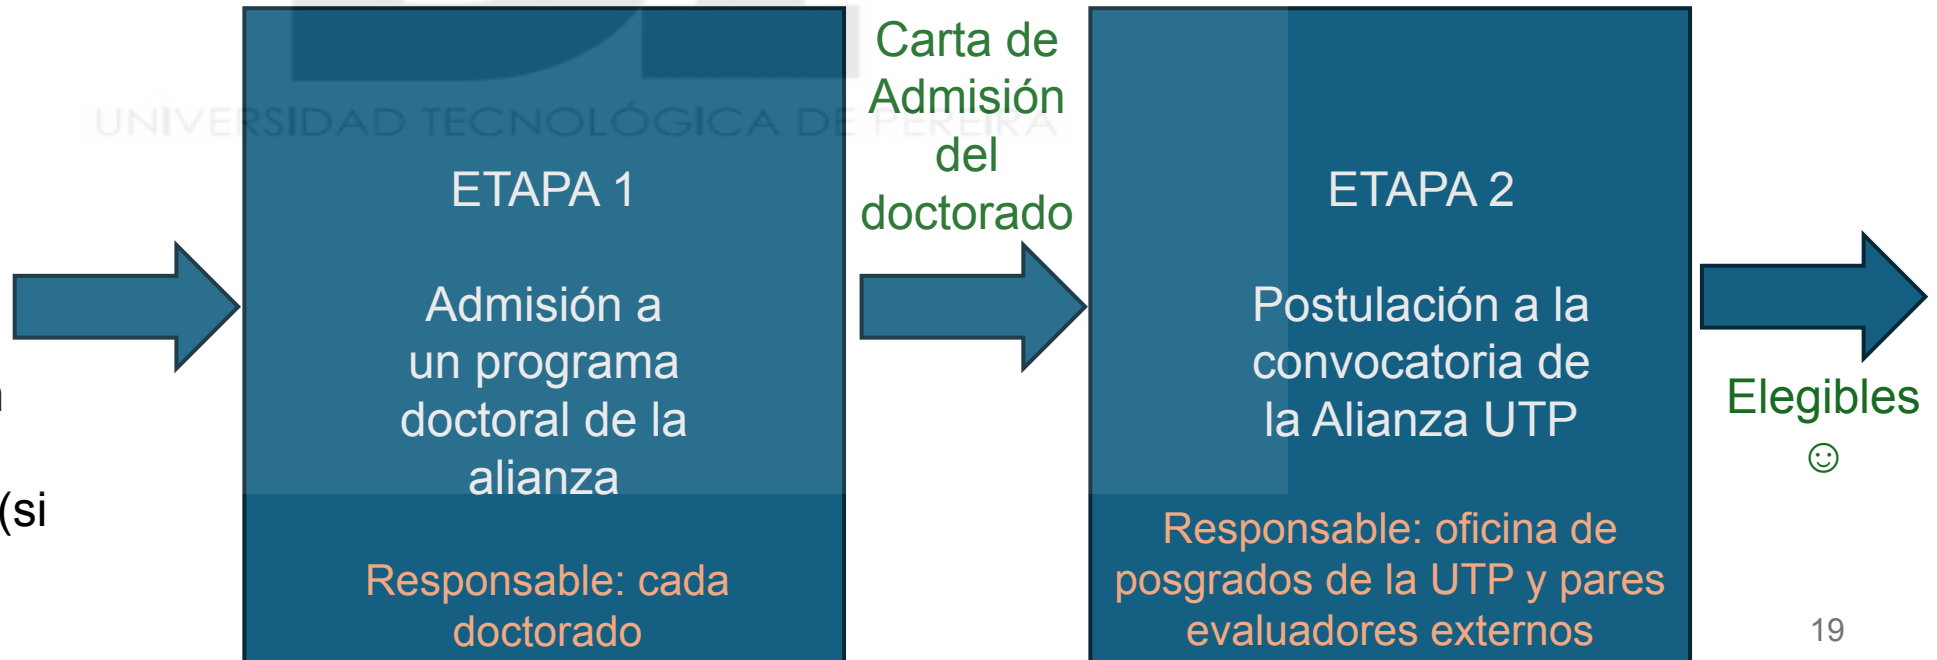 UNIVERSIDAD TECNOLÓGICA DE PEREIRA
(si
ETAPA 1
Admisión a
un programa
doctoral de la
alianza
Responsable: cada
doctorado
Carta de
Admisión
del
doctorado
ETAPA 2
Postulación a la
convocatoria de
la Alianza UTP
Responsable: oficina de
posgrados de la UTP y pares
evaluadores externos
Elegibles
☺
19